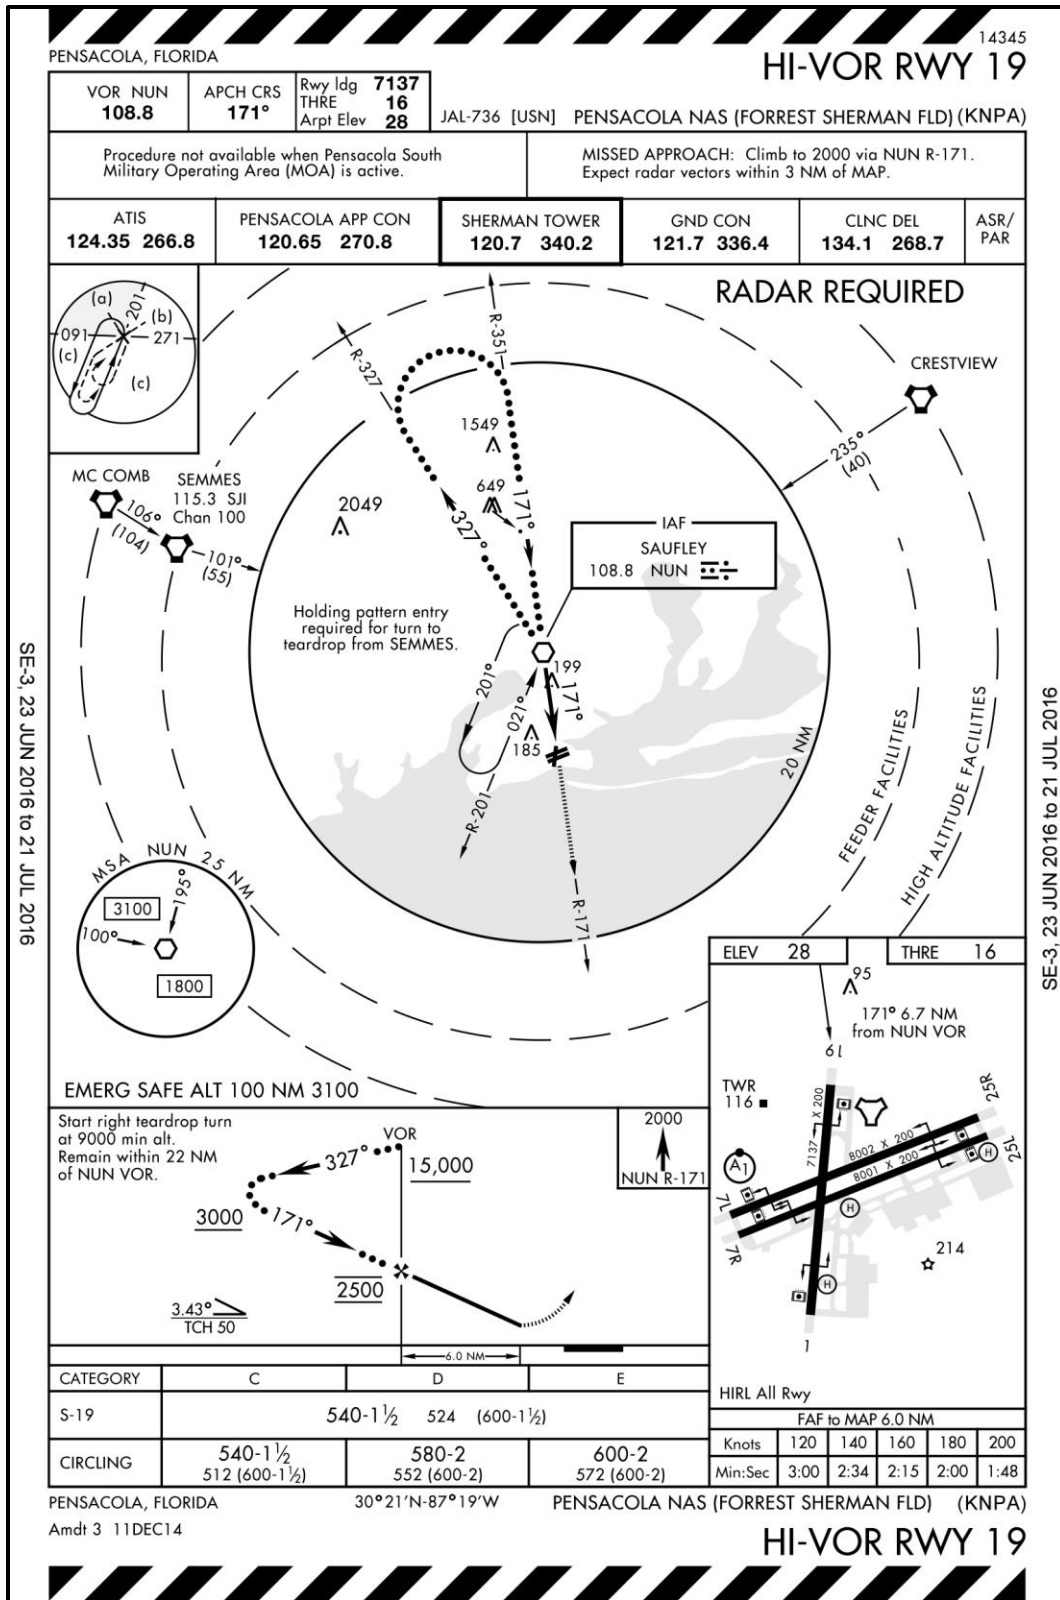 14345
PENSACOLA, FLORIDA
HI-VOR RWY 19
VOR NUN
108.8
APCH CRS
171°
Rwy ldg 7137
THRE 16
Arpt Elev 28
JAL-736 [USN] PENSACOLA NAS (FORREST SHERMAN FLD) (KNPA)
Procedure not available when Pensacola South
Military Operating Area (MOA) is active.
MISSED APPROACH: Climb to 2000 via NUN R-171.
Expect radar vectors within 3 NM of MAP.
ATIS
124.35 266.8
PENSACOLA APP CON
120.65 270.8
SHERMAN TOWER
120.7 340.2
GND CON
121.7 336.4
CLNC DEL
134.1 268.7
ASR/
PAR
RADAR REQUIRED
(a)
201
(b)
091
271
(c)
(c)
R-351
R-327
CRESTVIEW
235°
(40)
1549
MC COMB
106°
(104)
SEMMES
115.3 SJI
Chan 100
101°
(55)
2049
649
171°
327°
IAF
SAUFLEY
108.8 NUN
Holding pattern entry
required for turn to
teardrop from SEMMES.
201°
021°
199
171°
185
R-201
R-171
20 NM
FEEDER FACILITIES
HIGH ALTITUDE FACILITIES
SE-3, 23 JUN 2016 to 21 JUL 2016
SE-3, 23 JUN 2016 to 21 JUL 2016
MSA NUN 25 NM
195°
3100
100°
1800
EMERG SAFE ALT 100 NM 3100
ELEV 28
THRE 16
95
171° 6.7 NM
from NUN VOR
19
TWR
116
7137 X 200
8002 X 200
8001 X 200
25R
25L
H
A1
7L
7R
H
214
H
1
HIRL All Rwy
Start right teardrop turn
at 9000 min alt.
Remain within 22 NM
of NUN VOR.
VOR
327°
15,000
3000
171°
2500
3.43°
TCH 50
2000
NUN R-171
6.0 NM
CATEGORY C D E
S-19 540-1½ 524 (600-1½)
CIRCLING
540-1½
512 (600-1½)
580-2
552 (600-2)
600-2
572 (600-2)
FAF to MAP 6.0 NM
Knots 120 140 160 180 200
Min:Sec 3:00 2:34 2:15 2:00 1:48
PENSACOLA, FLORIDA
30°21'N-87°19'W
PENSACOLA NAS (FORREST SHERMAN FLD) (KNPA)
Amdt 3 11DEC14
HI-VOR RWY 19